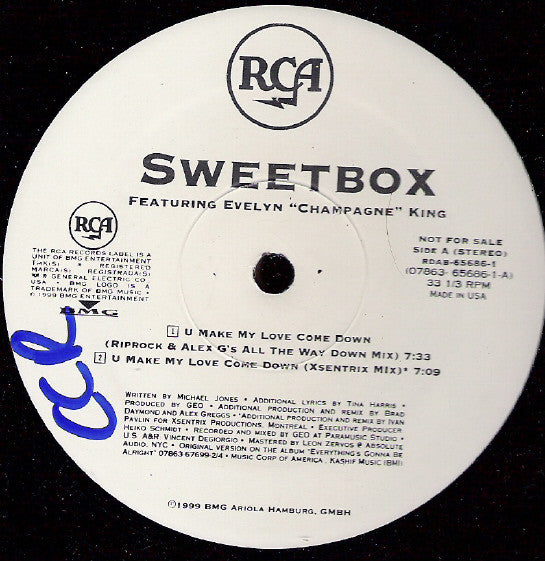 RCA
SWEETBOX
FEATURING EVELYN "CHAMPAGNE" KING
RCA
THE RCA RECORDS LABEL IS A
UNIT OF BMG ENTERTAINMENT
TMK(S) ® REGISTERED
MARCA(S) REGISTRADA(S)
® GENERAL ELECTRIC CO.,
USA • BMG LOGO IS A
TRADEMARK OF BMG MUSIC •
© 1999 BMG ENTERTAINMENT
BMG
NOT FOR SALE
SIDE A (STEREO)
RDAB-65686-1
(07863-65686-1-A)
33 1/3 RPM
MADE IN USA
1 U MAKE MY LOVE COME DOWN
(RIPROCK & ALEX G'S ALL THE WAY DOWN MIX) 7:33
2 U MAKE MY LOVE COME DOWN (XSENTRIX MIX)* 7:09
WRITTEN BY MICHAEL JONES • ADDITIONAL LYRICS BY TINA HARRIS •
PRODUCED BY GEO • ADDITIONAL PRODUCTION AND REMIX BY BRAD
DAYMOND AND ALEX GREGGS • *ADDITIONAL PRODUCTION AND REMIX BY IVAN
PAVLIN FOR XSENTRIX PRODUCTIONS, MONTREAL • EXECUTIVE PRODUCER:
HEIKO SCHMIDT • RECORDED AND MIXED BY GEO AT PARAMUSIC STUDIO •
U.S. A&R: VINCENT DEGIORGIO • MASTERED BY LEON ZERVOS @ ABSOLUTE
AUDIO, NYC • ORIGINAL VERSION ON THE ALBUM "EVERYTHING'S GONNA BE
ALRIGHT" 07863 67699-2/4 • MUSIC CORP OF AMERICA, KASHIF MUSIC (BMI)
℗ 1999 BMG ARIOLA HAMBURG, GMBH